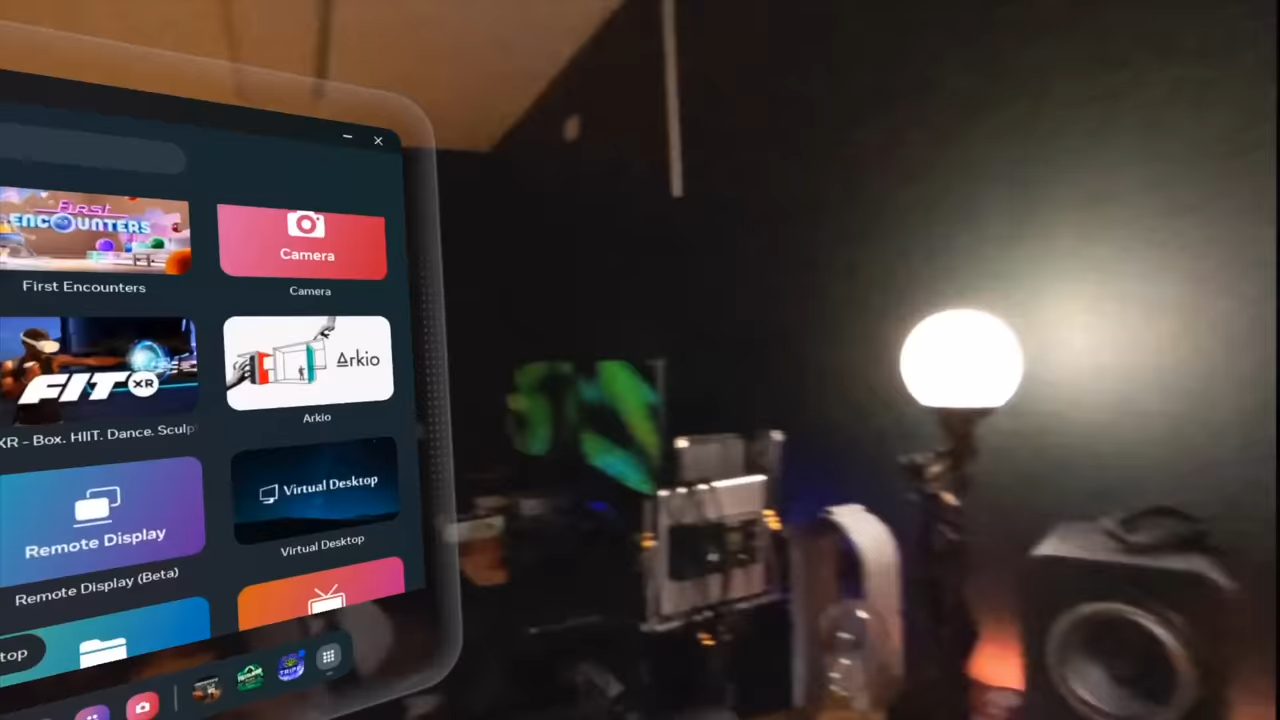 FIRST
ENCOUNTERS
Camera
First Encounters
Camera
FIT XR
Arkio
XR - Box. HIIT. Dance. Sculp
Arkio
Remote Display
Virtual Desktop
Remote Display (Beta)
Virtual Desktop
top
TRIPP